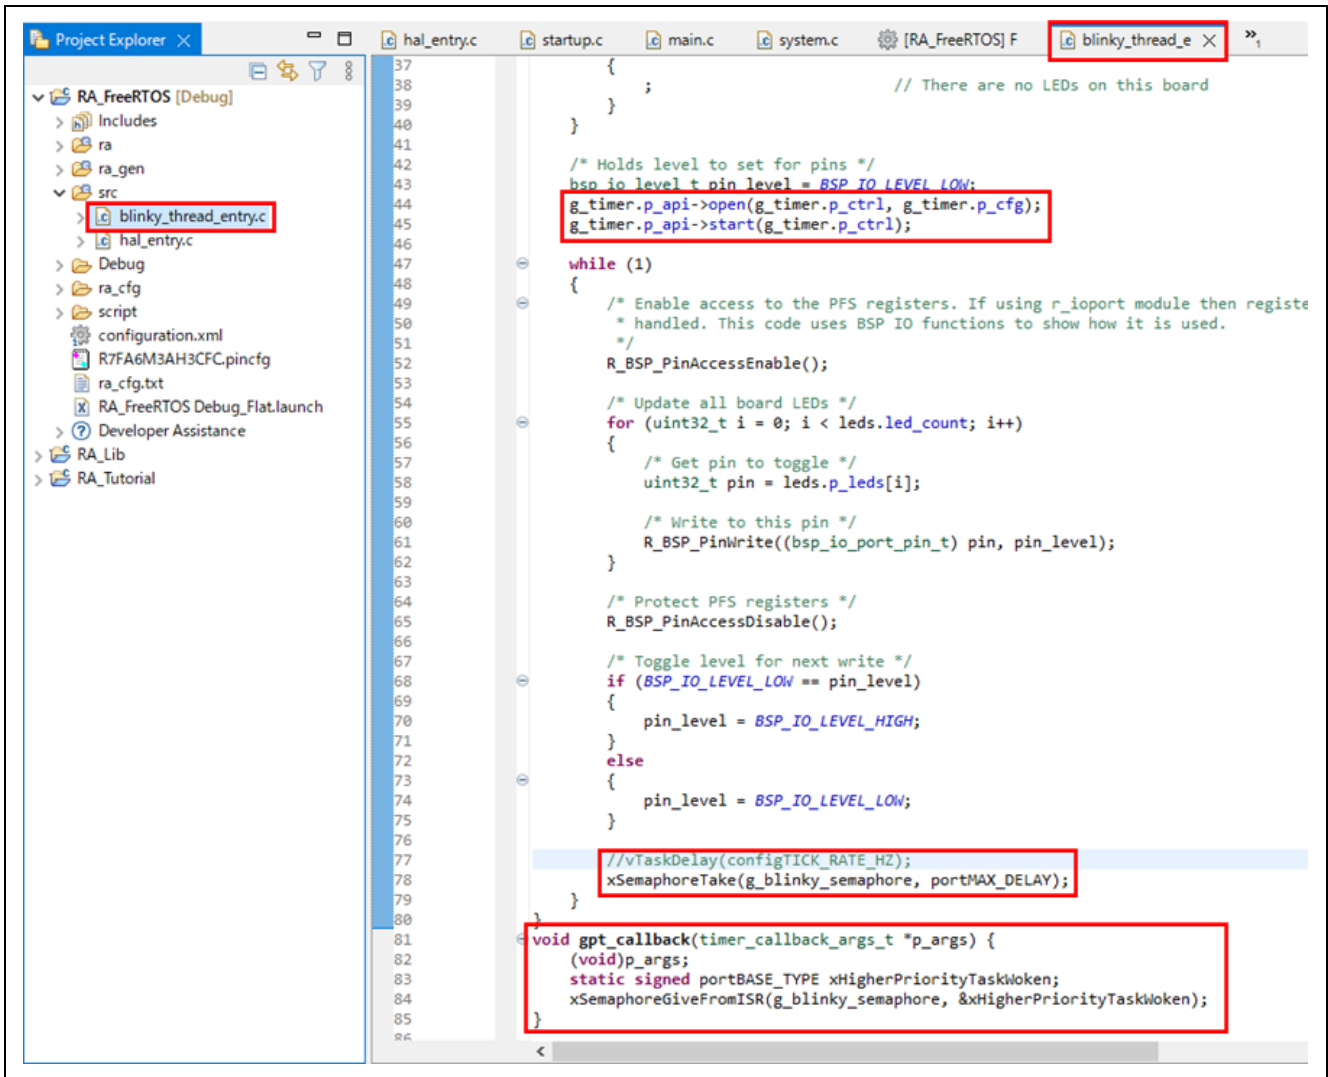 Project Explorer
RA_FreeRTOS [Debug]
Includes
ra
ra_gen
src
blinky_thread_entry.c
hal_entry.c
Debug
ra_cfg
script
configuration.xml
R7FA6M3AH3CFC.pincfg
ra_cfg.txt
RA_FreeRTOS Debug_Flat.launch
Developer Assistance
RA_Lib
RA_Tutorial
hal_entry.c startup.c main.c system.c [RA_FreeRTOS] F blinky_thread_e »1
37 {
38 ; // There are no LEDs on this board
39 }
40 }
41
42 /* Holds level to set for pins */
43 bsp_io_level_t pin_level = BSP_IO_LEVEL_LOW;
44 g_timer.p_api->open(g_timer.p_ctrl, g_timer.p_cfg);
45 g_timer.p_api->start(g_timer.p_ctrl);
46
47 while (1)
48 {
49 /* Enable access to the PFS registers. If using r_ioport module then registe
50 * handled. This code uses BSP IO functions to show how it is used.
51 */
52 R_BSP_PinAccessEnable();
53
54 /* Update all board LEDs */
55 for (uint32_t i = 0; i < leds.led_count; i++)
56 {
57 /* Get pin to toggle */
58 uint32_t pin = leds.p_leds[i];
59
60 /* Write to this pin */
61 R_BSP_PinWrite((bsp_io_port_pin_t) pin, pin_level);
62 }
63
64 /* Protect PFS registers */
65 R_BSP_PinAccessDisable();
66
67 /* Toggle level for next write */
68 if (BSP_IO_LEVEL_LOW == pin_level)
69 {
70 pin_level = BSP_IO_LEVEL_HIGH;
71 }
72 else
73 {
74 pin_level = BSP_IO_LEVEL_LOW;
75 }
76
77 //vTaskDelay(configTICK_RATE_HZ);
78 xSemaphoreTake(g_blinky_semaphore, portMAX_DELAY);
79 }
80 }
81 void gpt_callback(timer_callback_args_t *p_args) {
82 (void)p_args;
83 static signed portBASE_TYPE xHigherPriorityTaskWoken;
84 xSemaphoreGiveFromISR(g_blinky_semaphore, &xHigherPriorityTaskWoken);
85 }
86